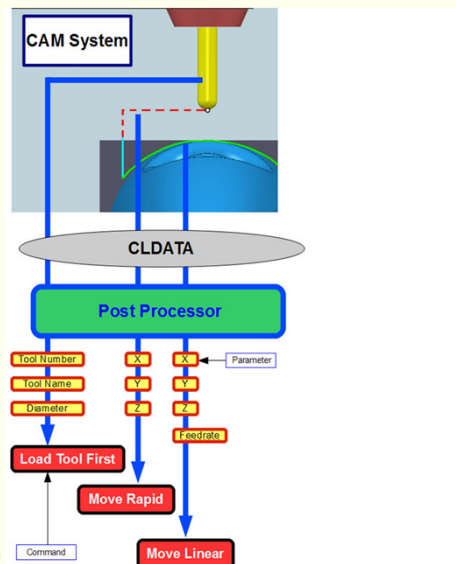 CAM System
CLDATA
Post Processor
Tool Number
X
X
Parameter
Tool Name
Y
Y
Diameter
Z
Z
Feedrate
Load Tool First
Move Rapid
Command
Move Linear